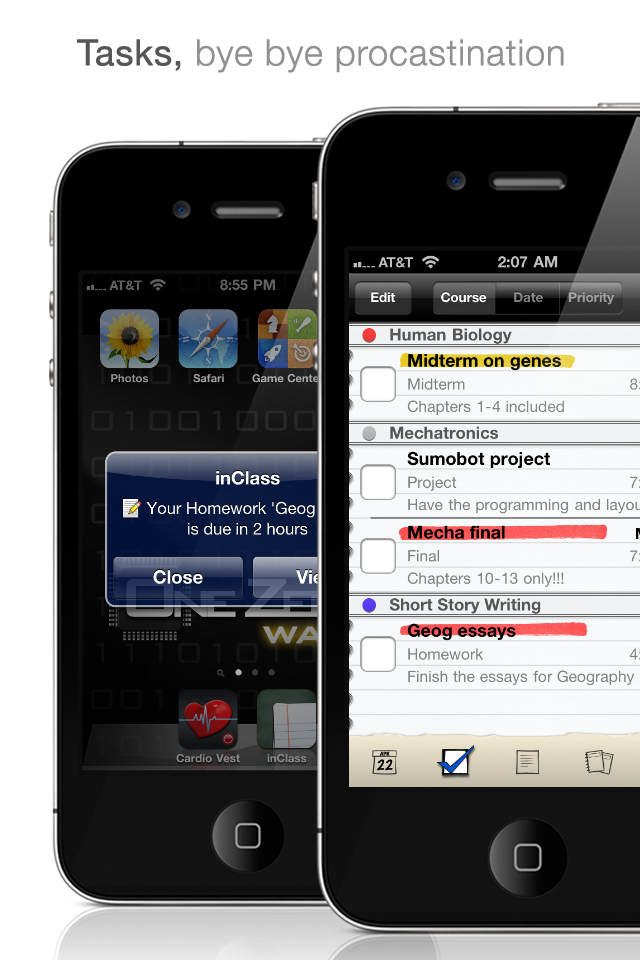 Tasks, bye bye procastination
AT&T
8:55 PM
Photos
Safari
Game Cente
inClass
Your Homework 'Geog
is due in 2 hours
Close
Vie
ONE ZE
WA
Cardio Vest
inClass
AT&T
2:07 AM
Edit
Course
Date
Priority
Human Biology
Midterm on genes
Midterm
8:
Chapters 1-4 included
Mechatronics
Sumobot project
Project
7:
Have the programming and layou
Mecha final
M
Final
7:
Chapters 10-13 only!!!
Short Story Writing
Geog essays
Homework
4:
Finish the essays for Geography
APR
22